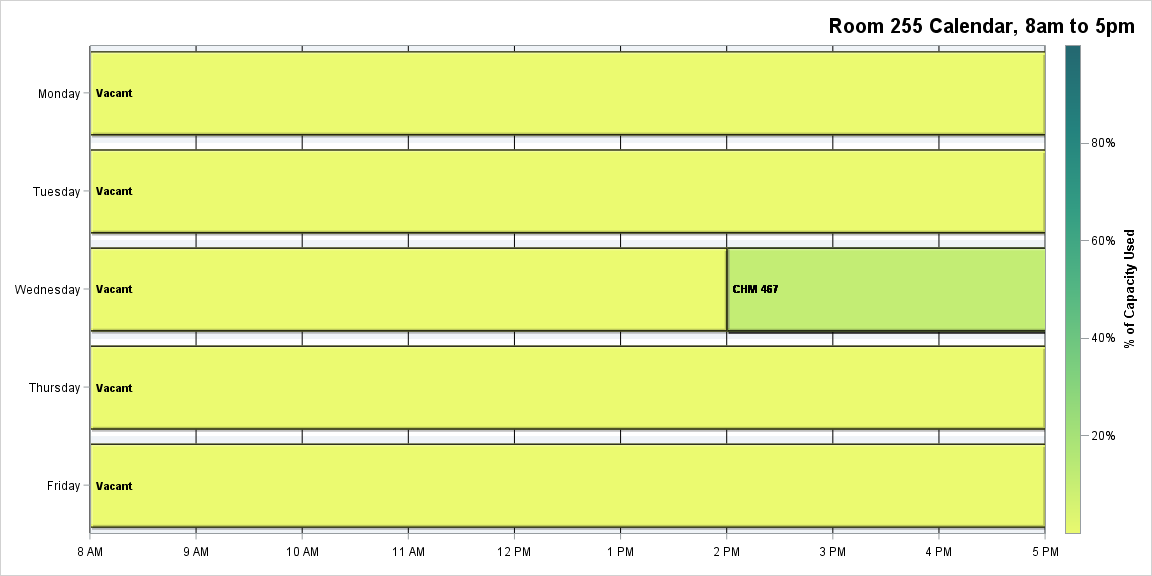 Room 255 Calendar, 8am to 5pm
Monday
Vacant
Tuesday
Vacant
Wednesday
Vacant
CHM 467
Thursday
Vacant
Friday
Vacant
8 AM
9 AM
10 AM
11 AM
12 PM
1 PM
2 PM
3 PM
4 PM
5 PM
80%
60%
40%
20%
% of Capacity Used